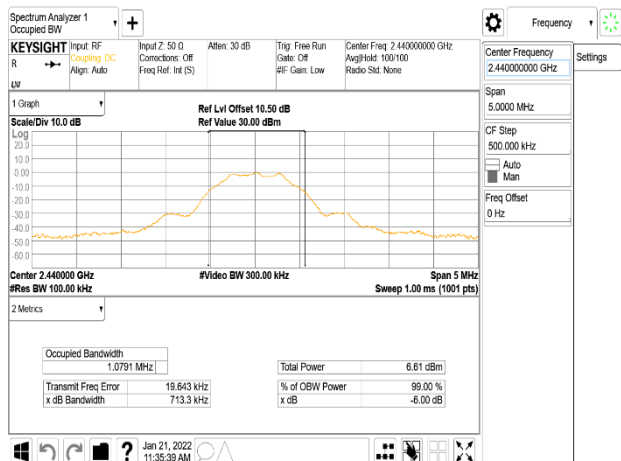 Spectrum Analyzer 1
Occupied BW
Frequency
KEYSIGHT
R
Input: RF
Coupling: DC
Align: Auto
Input Z: 50 Ω
Corrections: Off
Freq Ref: Int (S)
Atten: 30 dB
Trig: Free Run
Gate: Off
#IF Gain: Low
Center Freq: 2.440000000 GHz
Avg|Hold: 100/100
Radio Std: None
Center Frequency
2.440000000 GHz
Settings
Span
5.0000 MHz
CF Step
500.000 kHz
Auto
Man
Freq Offset
0 Hz
1 Graph
Scale/Div 10.0 dB
Ref Lvl Offset 10.50 dB
Ref Value 30.00 dBm
Log
20.0
10.0
0.00
-10.0
-20.0
-30.0
-40.0
-50.0
-60.0
Center 2.440000 GHz
#Res BW 100.00 kHz
#Video BW 300.00 kHz
Span 5 MHz
Sweep 1.00 ms (1001 pts)
2 Metrics
Occupied Bandwidth
1.0791 MHz
Transmit Freq Error 19.643 kHz
x dB Bandwidth 713.3 kHz
Total Power 6.61 dBm
% of OBW Power 99.00 %
x dB -6.00 dB
?
Jan 21, 2022
11:35:39 AM